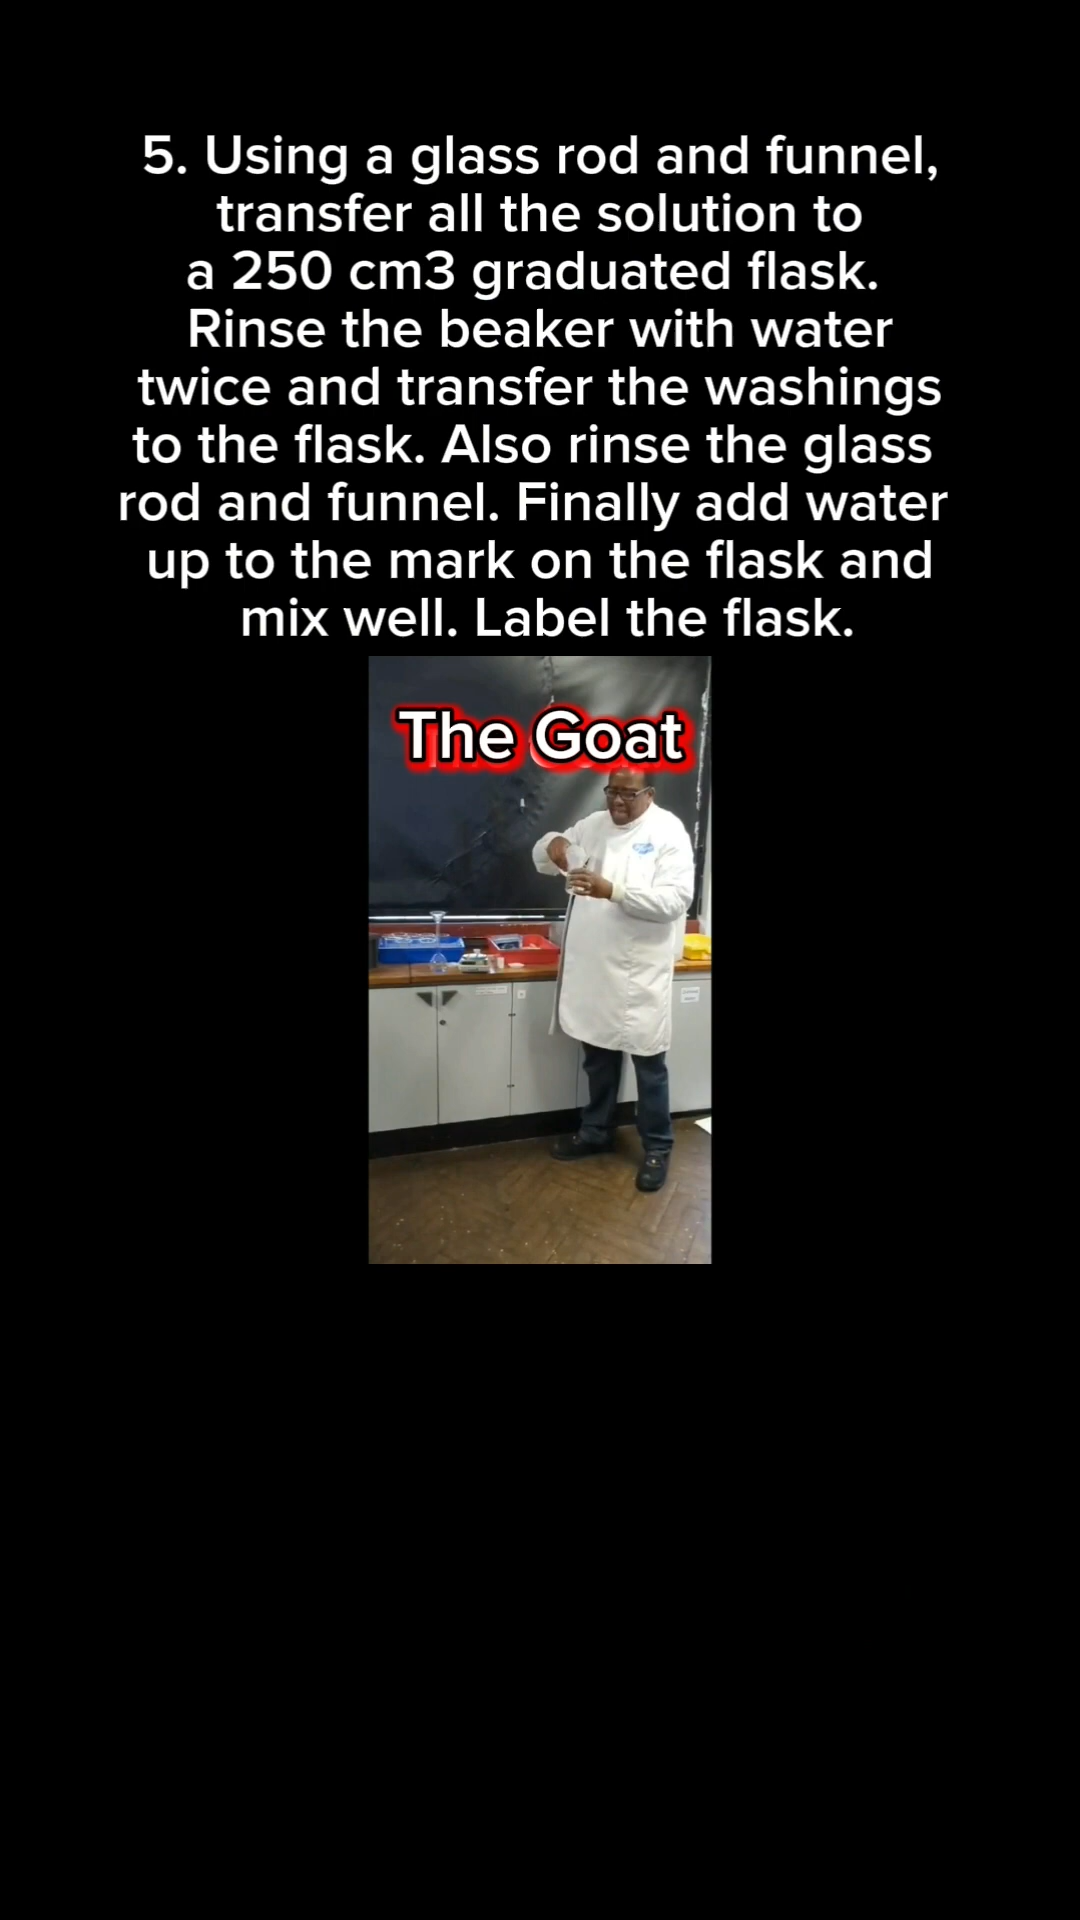 5. Using a glass rod and funnel,
transfer all the solution to
a 250 cm3 graduated flask.
Rinse the beaker with water
twice and transfer the washings
to the flask. Also rinse the glass
rod and funnel. Finally add water
up to the mark on the flask and
mix well. Label the flask.
The Goat